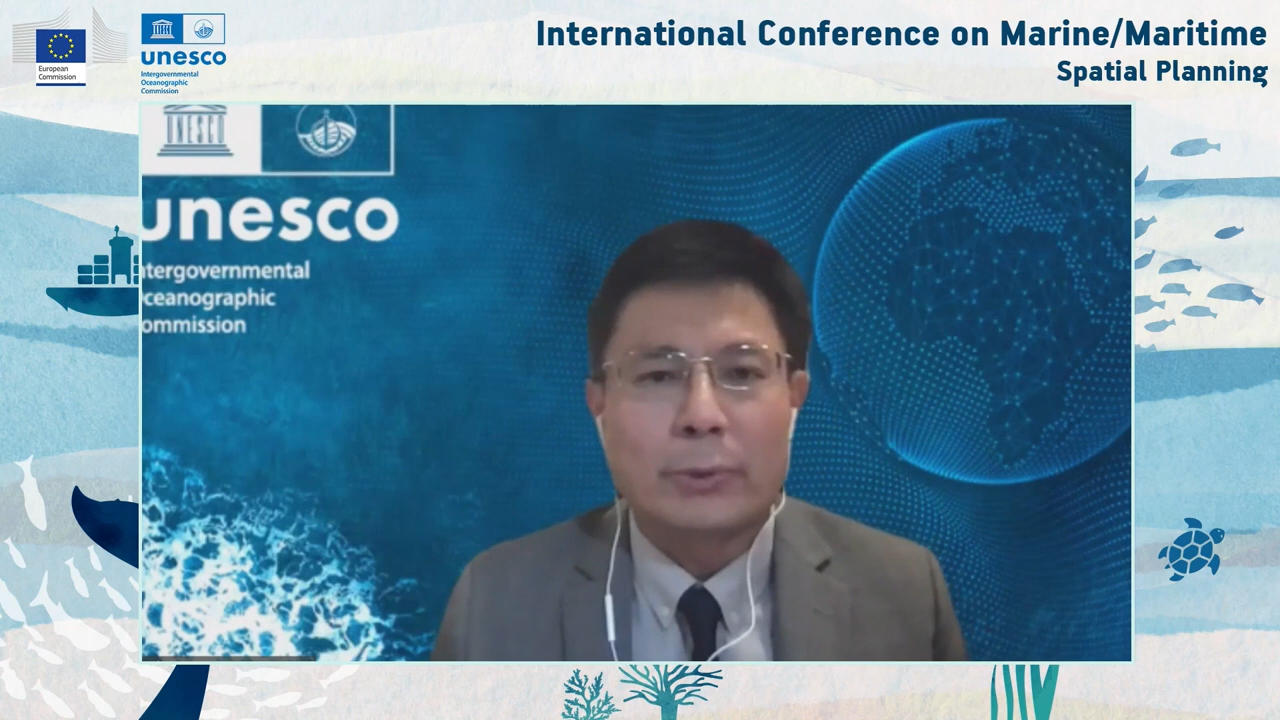 International Conference on Marine/Maritime
Spatial Planning
European
Commission
unesco
Intergovernmental
Oceanographic
Commission
UNESCO
unesco
ntergovernmental
ceanographic
ommission